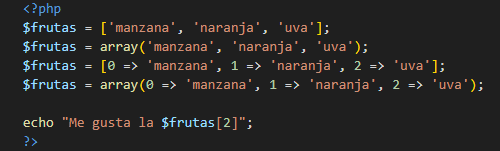 <?php
$frutas = ['manzana', 'naranja', 'uva'];
$frutas = array('manzana', 'naranja', 'uva');
$frutas = [0 => 'manzana', 1 => 'naranja', 2 => 'uva'];
$frutas = array(0 => 'manzana', 1 => 'naranja', 2 => 'uva');
echo "Me gusta la $frutas[2]";
?>